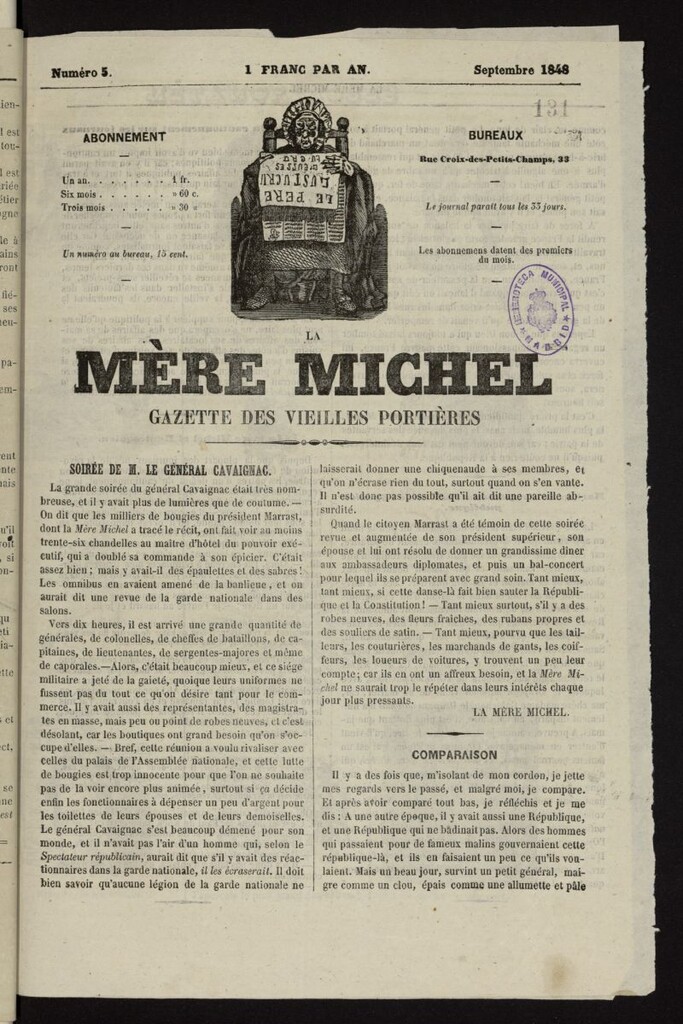 Numéro 5.
1 FRANC PAR AN.
Septembre 1848
131
ABONNEMENT
Un an. . . . . . . . 1 fr.
Six mois . . . . . . » 60 c.
Trois mois . . . . . » 30 »
Un numéro au bureau, 15 cent.
LE PERE
LUSTUCRU
BUREAUX
Rue Croix-des-Petits-Champs, 33
Le journal paraît tous les 35 jours.
Les abonnemens datent des premiers
du mois.
HEMEROTECA MUNICIPAL
MADRID
LA
MÈRE MICHEL
GAZETTE DES VIEILLES PORTIÈRES
SOIRÉE DE M. LE GÉNÉRAL CAVAIGNAC.
La grande soirée du général Cavaignac était très nom-
breuse, et il y avait plus de lumières que de coutume. —
On dit que les milliers de bougies du président Marrast,
dont la Mère Michel a tracé le récit, ont fait voir au moins
trente-six chandelles au maître d'hôtel du pouvoir exé-
cutif, qui a doublé sa commande à son épicier. C'était
assez bien ; mais y avait-il des épaulettes et des sabres !
Les omnibus en avaient amené de la banlieue, et on
aurait dit une revue de la garde nationale dans des
salons.
Vers dix heures, il est arrivé une grande quantité de
générales, de colonelles, de cheffes de bataillons, de ca-
pitaines, de lieutenantes, de sergentes-majores et même
de caporales.—Alors, c'était beaucoup mieux, et ce siége
militaire a jeté de la gaieté, quoique leurs uniformes ne
fussent pas du tout ce qu'on désire tant pour le com-
merce. Il y avait aussi des représentantes, des magistra-
tes en masse, mais peu ou point de robes neuves, et c'est
désolant, car les boutiques ont grand besoin qu'on s'oc-
cupe d'elles. — Bref, cette réunion a voulu rivaliser avec
celles du palais de l'Assemblée nationale, et cette lutte
de bougies est trop innocente pour que l'on ne souhaite
pas de la voir encore plus animée, surtout si ça décide
enfin les fonctionnaires à dépenser un peu d'argent pour
les toilettes de leurs épouses et de leurs demoiselles.
Le général Cavaignac s'est beaucoup démené pour son
monde, et il n'avait pas l'air d'un homme qui, selon le
Spectateur républicain, aurait dit que s'il y avait des réac-
tionnaires dans la garde nationale, il les écraserait. Il doit
bien savoir qu'aucune légion de la garde nationale ne
laisserait donner une chiquenaude à ses membres, et
qu'on n'écrase rien du tout, surtout quand on s'en vante.
Il n'est donc pas possible qu'il ait dit une pareille ab-
surdité.
Quand le citoyen Marrast a été témoin de cette soirée
revue et augmentée de son président supérieur, son
épouse et lui ont résolu de donner un grandissime dîner
aux ambassadeurs diplomates, et puis un bal-concert
pour lequel ils se préparent avec grand soin. Tant mieux,
tant mieux, si cette danse-là fait bien sauter la Républi-
que et la Constitution ! — Tant mieux surtout, s'il y a des
robes neuves, des fleurs fraîches, des rubans propres et
des souliers de satin. — Tant mieux, pourvu que les tail-
leurs, les couturières, les marchands de gants, les coif-
feurs, les loueurs de voitures, y trouvent un peu leur
compte; car ils en ont un affreux besoin, et la Mère Mi-
chel ne saurait trop le répéter dans leurs intérêts chaque
jour plus pressants.
LA MÈRE MICHEL.
COMPARAISON
Il y a des fois que, m'isolant de mon cordon, je jette
mes regards vers le passé, et malgré moi, je compare.
Et après avoir comparé tout bas, je réfléchis et je me
dis : A une autre époque, il y avait aussi une République,
et une République qui ne bâdinait pas. Alors des hommes
qui passaient pour de fameux malins gouvernaient cette
république-là, et ils en faisaient un peu ce qu'ils vou-
laient. Mais un beau jour, survint un petit général, mai-
gre comme un clou, épais comme une allumette et pâle